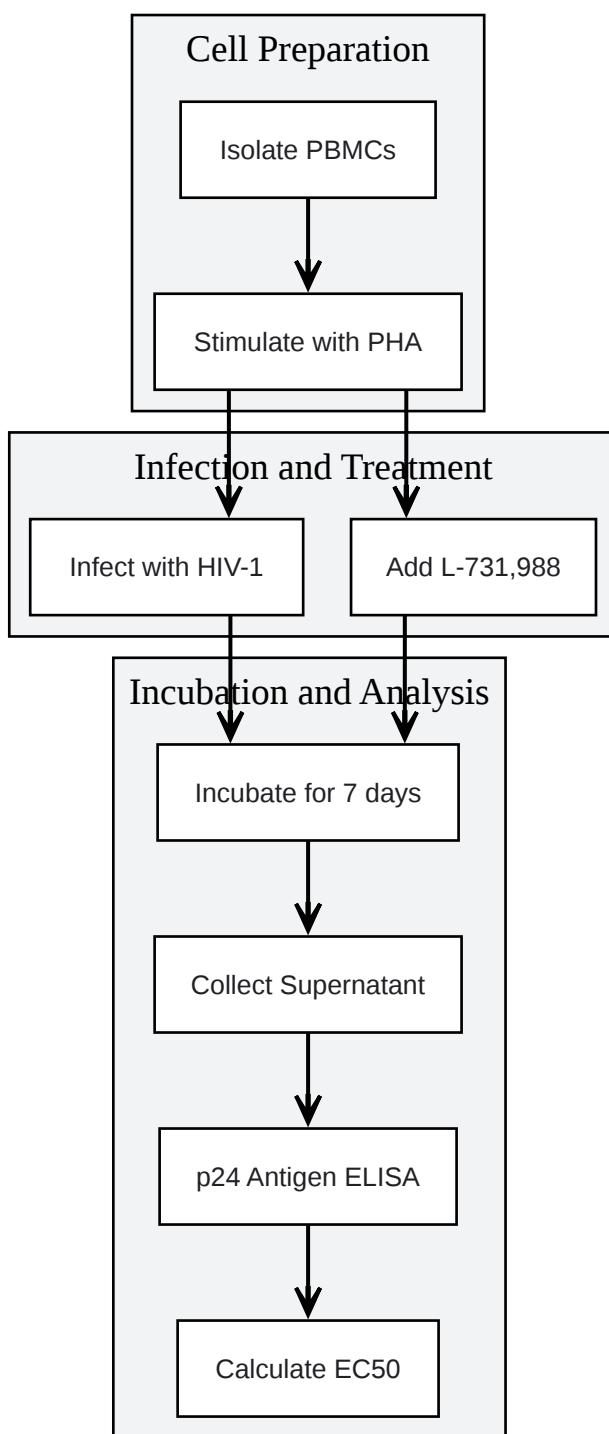 Cell Preparation
Isolate PBMCs
Stimulate with PHA
Infection and Treatment
Infect with HIV-1
Add L-731,988
Incubation and Analysis
Incubate for 7 days
Collect Supernatant
p24 Antigen ELISA
Calculate EC50